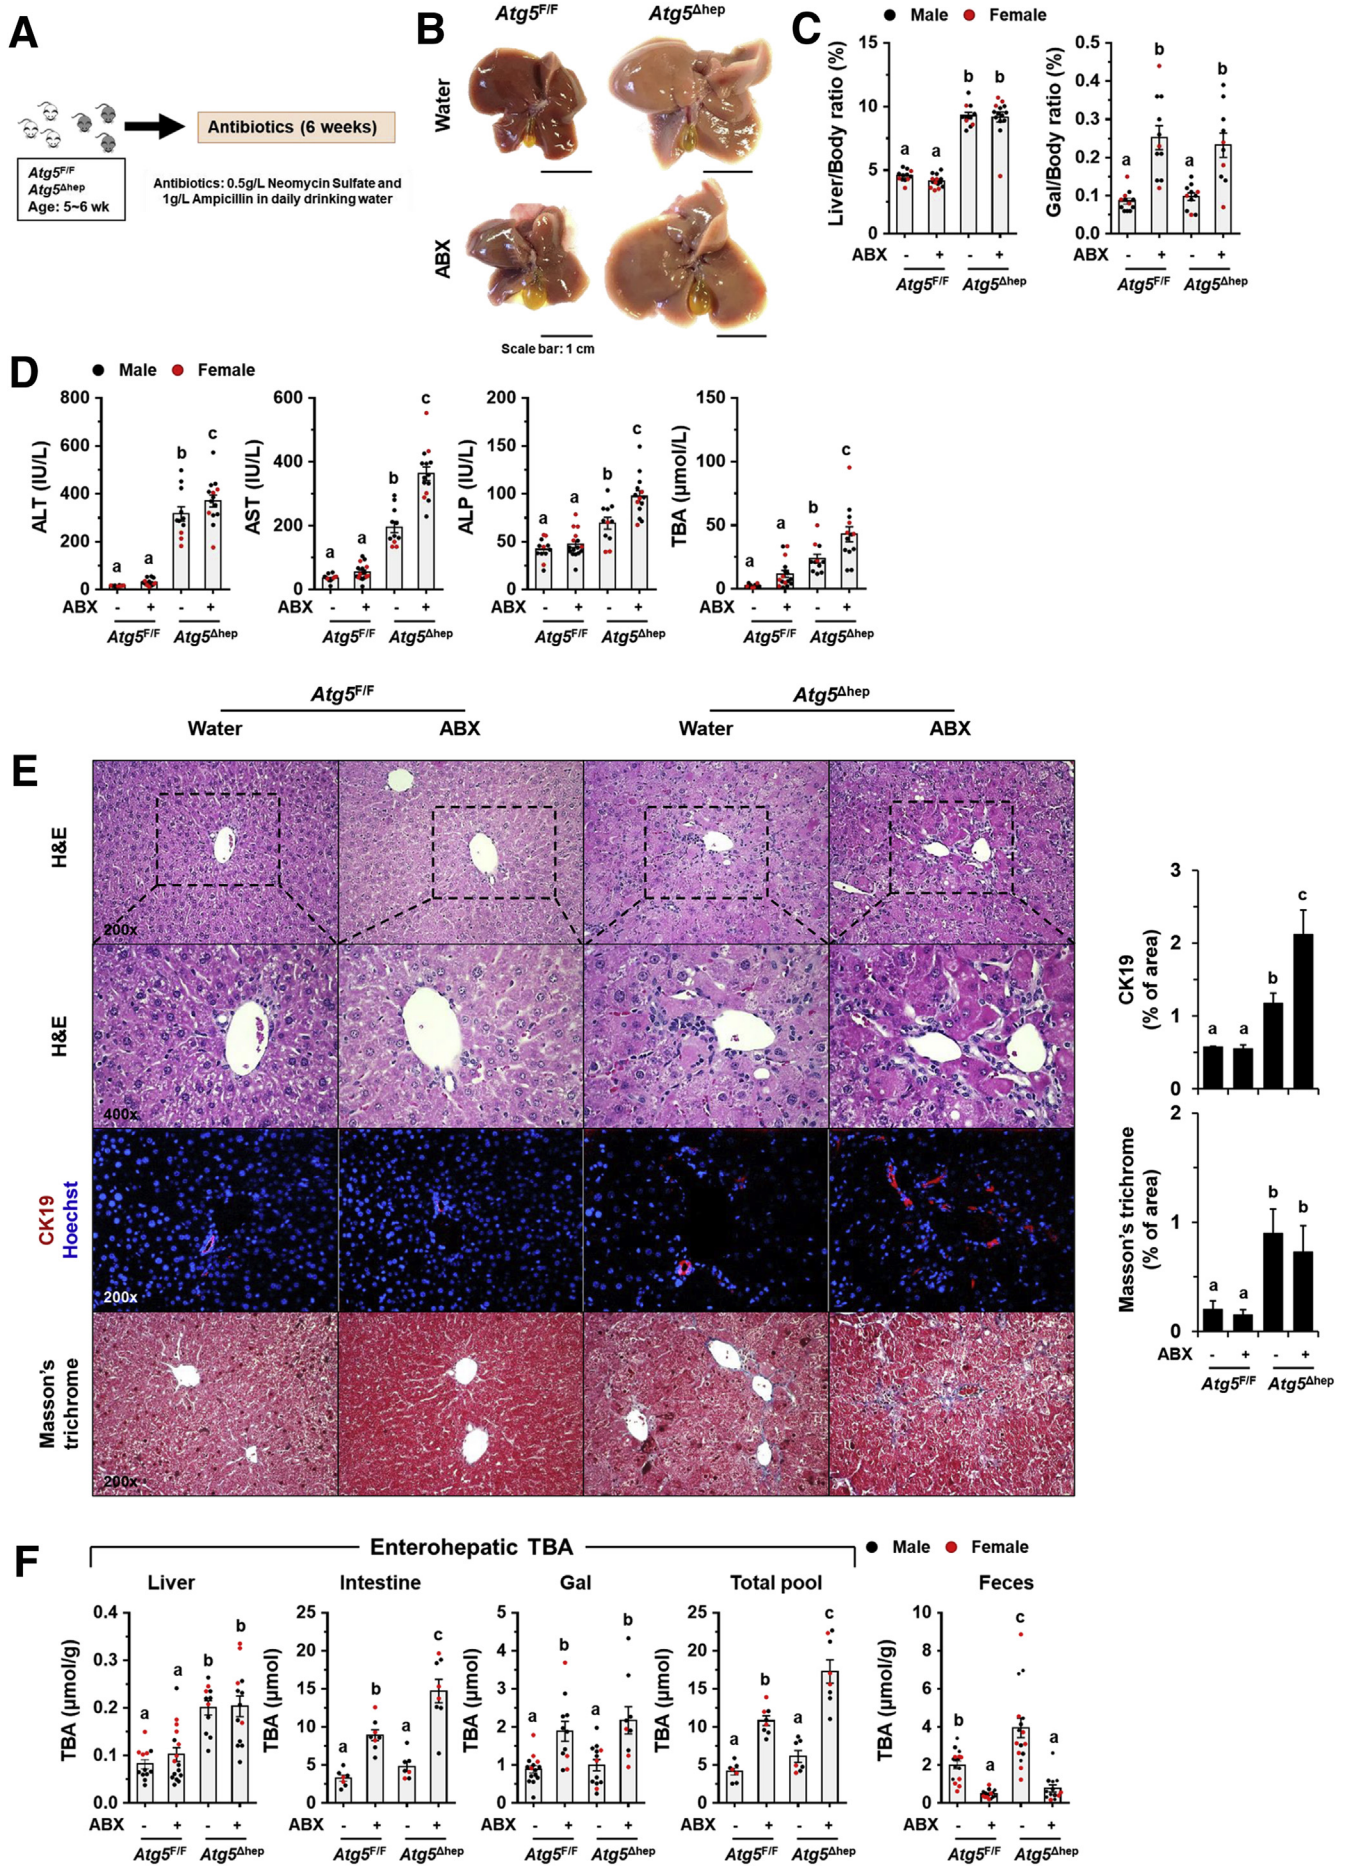 A
Antibiotics (6 weeks)
Atg5F/F
Atg5Δhep
Age: 5~6 wk
Antibiotics: 0.5g/L Neomycin Sulfate and
1g/L Ampicillin in daily drinking water
B
Atg5F/F Atg5Δhep
Water
ABX
Scale bar: 1 cm
C
Male Female
Liver/Body ratio (%)
15
10
5
0
a a b b
ABX - + - +
Atg5F/F Atg5Δhep
Gal/Body ratio (%)
0.5
0.4
0.3
0.2
0.1
0.0
a b a b
ABX - + - +
Atg5F/F Atg5Δhep
D
Male Female
ALT (IU/L)
800
600
400
200
0
a a b c
ABX - + - +
Atg5F/F Atg5Δhep
AST (IU/L)
600
400
200
0
a a b c
ABX - + - +
Atg5F/F Atg5Δhep
ALP (IU/L)
200
150
100
50
0
a a b c
ABX - + - +
Atg5F/F Atg5Δhep
TBA (μmol/L)
150
100
50
0
a a b c
ABX - + - +
Atg5F/F Atg5Δhep
Atg5F/F Atg5Δhep
Water ABX Water ABX
E
H&E
200x
H&E
400x
CK19
Hoechst
200x
Masson's
trichrome
200x
CK19
(% of area)
3
2
1
0
a a b c
Masson's trichrome
(% of area)
2
1
0
a a b b
ABX - + - +
Atg5F/F Atg5Δhep
F
Enterohepatic TBA
Male Female
Liver
TBA (μmol/g)
0.4
0.3
0.2
0.1
0.0
a a b b
ABX - + - +
Atg5F/F Atg5Δhep
Intestine
TBA (μmol)
25
20
15
10
5
0
a b a c
ABX - + - +
Atg5F/F Atg5Δhep
Gal
TBA (μmol)
5
4
3
2
1
0
a b a b
ABX - + - +
Atg5F/F Atg5Δhep
Total pool
TBA (μmol)
25
20
15
10
5
0
a b a c
ABX - + - +
Atg5F/F Atg5Δhep
Feces
TBA (μmol/g)
10
8
6
4
2
0
b a c a
ABX - + - +
Atg5F/F Atg5Δhep